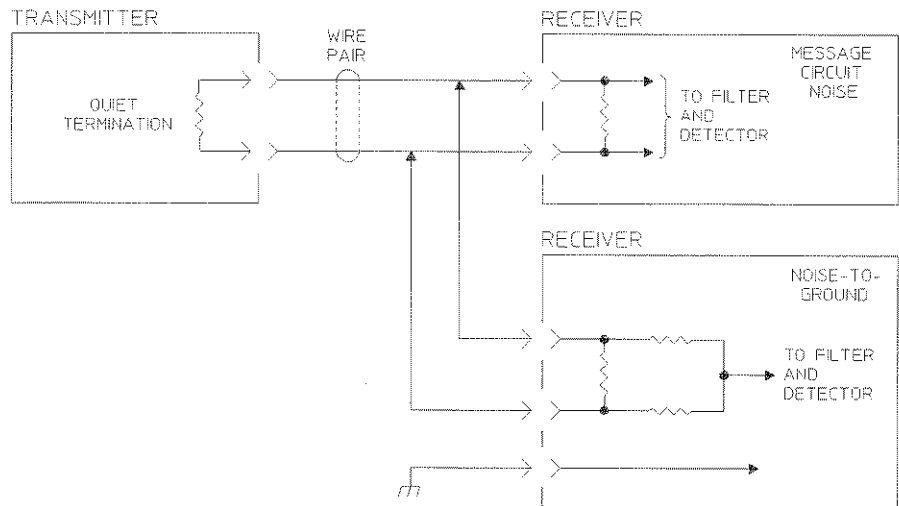 TRANSMITTER
RECEIVER
WIRE
PAIR
MESSAGE
CIRCUIT
NOISE
QUIET
TERMINATION
TO FILTER
AND
DETECTOR
RECEIVER
NOISE-TO-
GROUND
TO FILTER
AND
DETECTOR